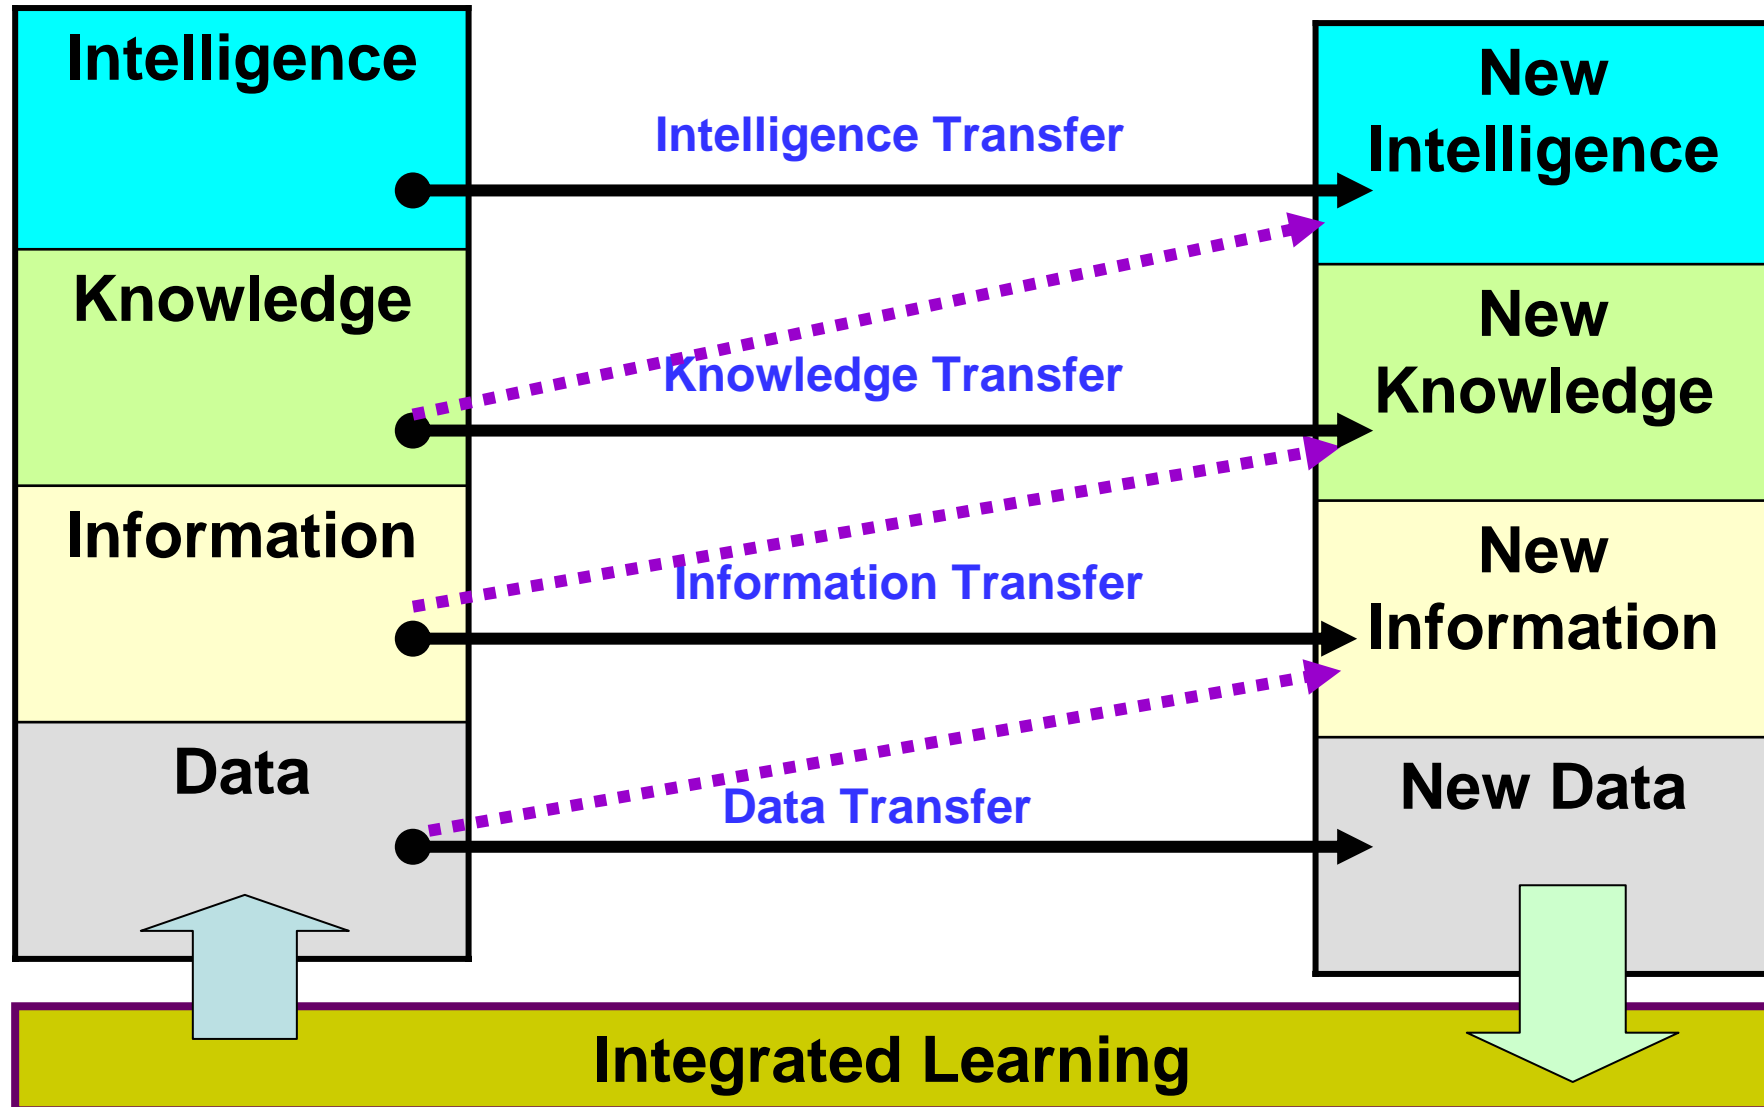 Intelligence
Knowledge
Information
Data
Intelligence Transfer
Knowledge Transfer
Information Transfer
Data Transfer
New
Intelligence
New
Knowledge
New
Information
New Data
Integrated Learning